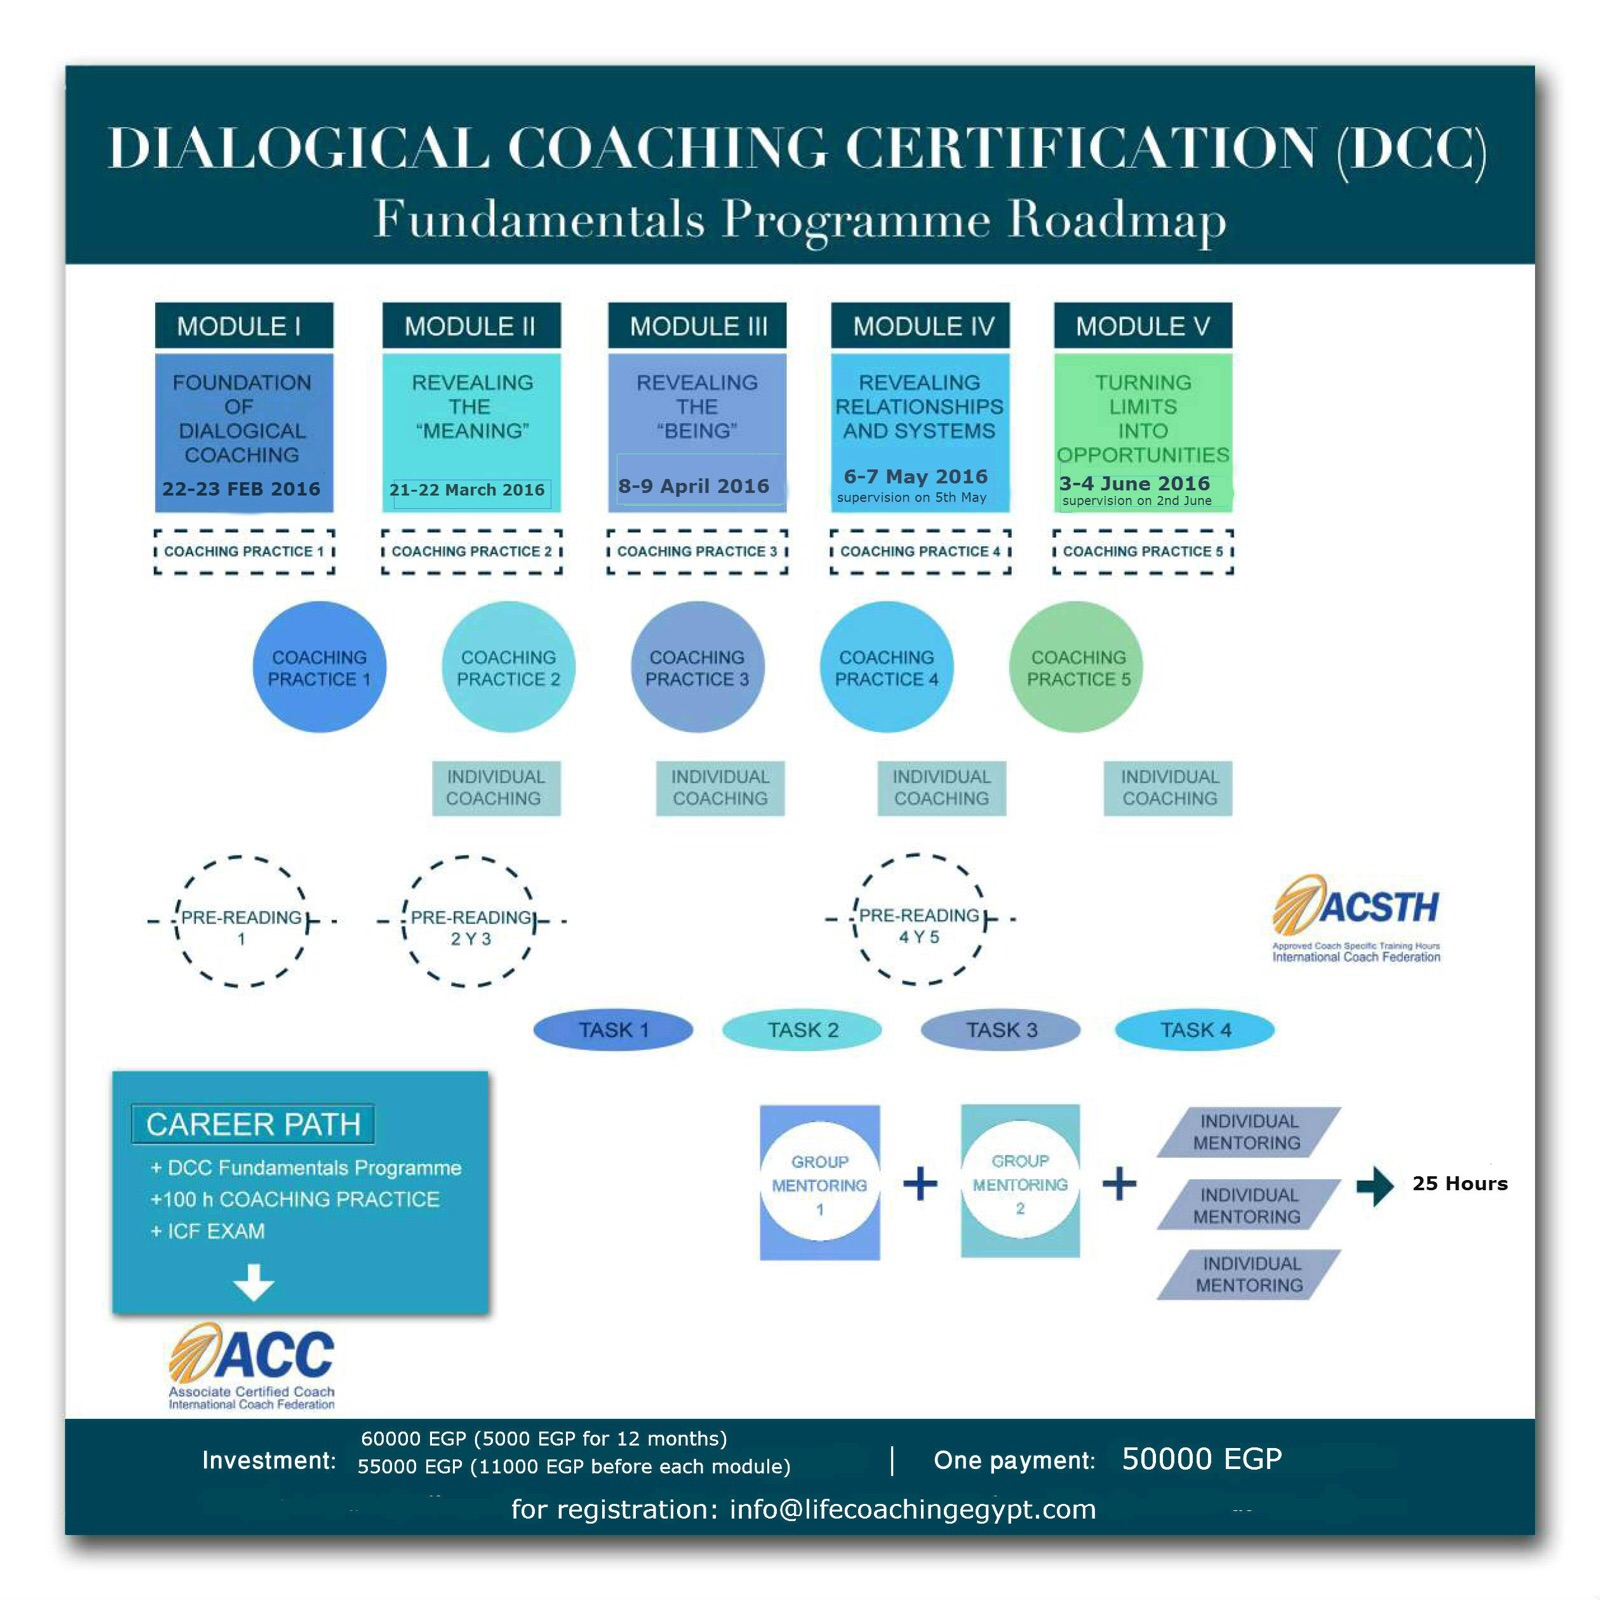 DIALOGICAL COACHING CERTIFICATION (DCC)
Fundamentals Programme Roadmap
MODULE I
FOUNDATION
OF
DIALOGICAL
COACHING
22-23 FEB 2016
MODULE II
REVEALING
THE
“MEANING”
21-22 March 2016
MODULE III
REVEALING
THE
“BEING”
8-9 April 2016
MODULE IV
REVEALING
RELATIONSHIPS
AND SYSTEMS
6-7 May 2016
supervision on 5th May
MODULE V
TURNING
LIMITS
INTO
OPPORTUNITIES
3-4 June 2016
supervision on 2nd June
COACHING PRACTICE 1
COACHING PRACTICE 2
COACHING PRACTICE 3
COACHING PRACTICE 4
COACHING PRACTICE 5
COACHING
PRACTICE 1
COACHING
PRACTICE 2
COACHING
PRACTICE 3
COACHING
PRACTICE 4
COACHING
PRACTICE 5
INDIVIDUAL
COACHING
INDIVIDUAL
COACHING
INDIVIDUAL
COACHING
INDIVIDUAL
COACHING
PRE-READING
1
PRE-READING
2 Y 3
PRE-READING
4 Y 5
ACSTH
Approved Coach Specific Training Hours
International Coach Federation
TASK 1
TASK 2
TASK 3
TASK 4
CAREER PATH
+ DCC Fundamentals Programme
+100 h COACHING PRACTICE
+ ICF EXAM
GROUP
MENTORING
1
+
GROUP
MENTORING
2
+
INDIVIDUAL
MENTORING
INDIVIDUAL
MENTORING
INDIVIDUAL
MENTORING
25 Hours
ACC
Associate Certified Coach
International Coach Federation
Investment:
60000 EGP (5000 EGP for 12 months)
55000 EGP (11000 EGP before each module)
| One payment: 50000 EGP
for registration: info@lifecoachingegypt.com